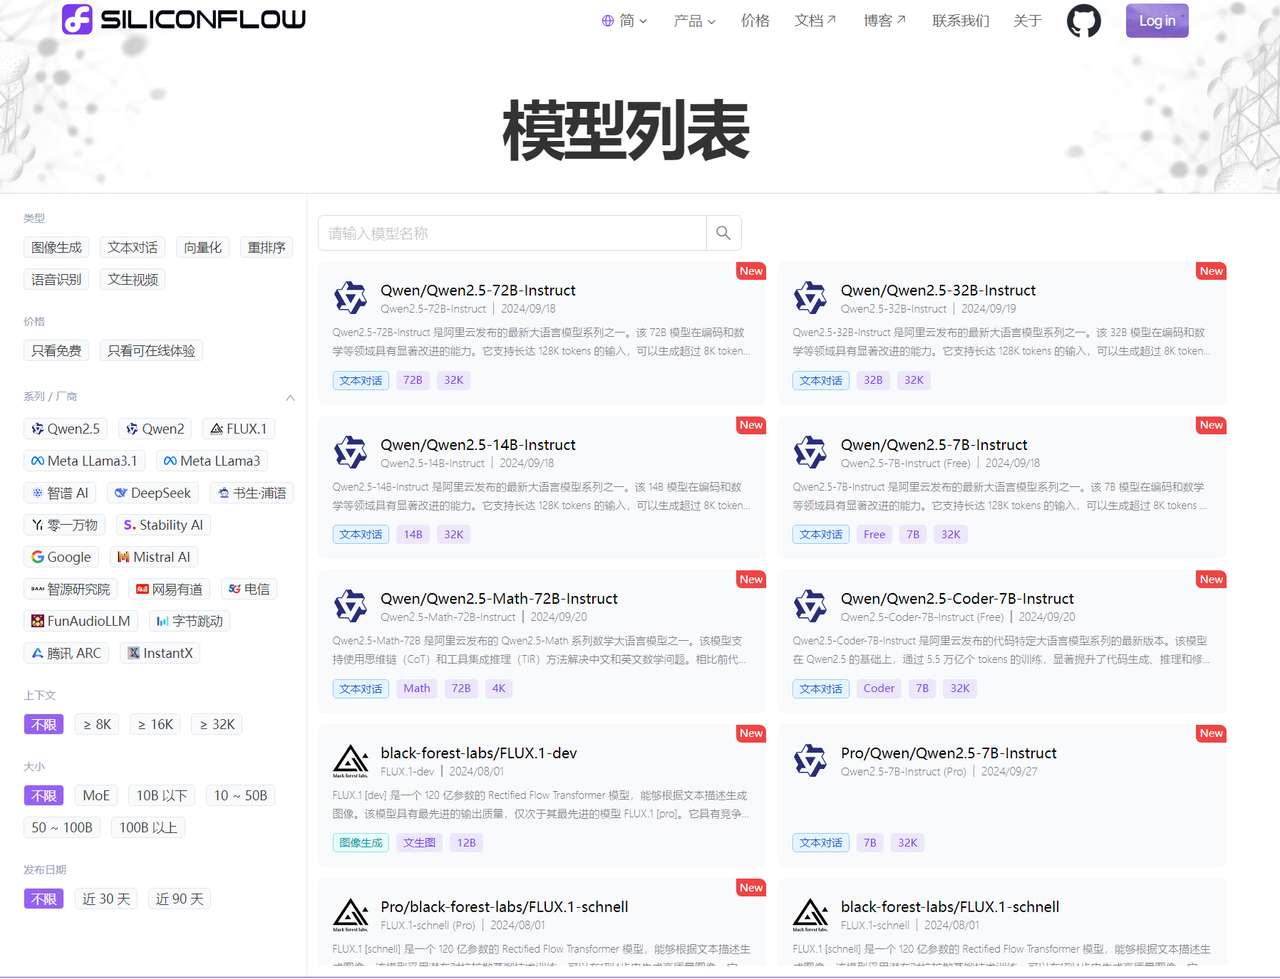 SILICONFLOW
简
产品
价格
文档
博客
联系我们
关于
Log in
模型列表
类型
图像生成 文本对话 向量化 重排序
语音识别 文生视频
价格
只看免费 只看可在线体验
系列 / 厂商
Qwen2.5 Qwen2 FLUX.1
Meta LLama3.1 Meta LLama3
智谱 AI DeepSeek 书生·浦语
零一万物 Stability AI
Google Mistral AI
智源研究院 网易有道 电信
FunAudioLLM 字节跳动
腾讯 ARC InstantX
上下文
不限 ≥ 8K ≥ 16K ≥ 32K
大小
不限 MoE 10B 以下 10 ~ 50B
50 ~ 100B 100B 以上
发布日期
不限 近 30 天 近 90 天
请输入模型名称
New
Qwen/Qwen2.5-72B-Instruct
Qwen2.5-72B-Instruct | 2024/09/18
Qwen2.5-72B-Instruct 是阿里云发布的最新大语言模型系列之一。该 72B 模型在编码和数
学等领域具有显著改进的能力。它支持长达 128K tokens 的输入，可以生成超过 8K token...
文本对话 72B 32K
New
Qwen/Qwen2.5-32B-Instruct
Qwen2.5-32B-Instruct | 2024/09/19
Qwen2.5-32B-Instruct 是阿里云发布的最新大语言模型系列之一。该 32B 模型在编码和数
学等领域具有显著改进的能力。它支持长达 128K tokens 的输入，可以生成超过 8K token...
文本对话 32B 32K
New
Qwen/Qwen2.5-14B-Instruct
Qwen2.5-14B-Instruct | 2024/09/18
Qwen2.5-14B-Instruct 是阿里云发布的最新大语言模型系列之一。该 14B 模型在编码和数
学等领域具有显著改进的能力。它支持长达 128K tokens 的输入，可以生成超过 8K token...
文本对话 14B 32K
New
Qwen/Qwen2.5-7B-Instruct
Qwen2.5-7B-Instruct (Free) | 2024/09/18
Qwen2.5-7B-Instruct 是阿里云发布的最新大语言模型系列之一。该 7B 模型在编码和数学
等领域具有显著改进的能力。它支持长达 128K tokens 的输入，可以生成超过 8K tokens ...
文本对话 Free 7B 32K
New
Qwen/Qwen2.5-Math-72B-Instruct
Qwen2.5-Math-72B-Instruct | 2024/09/20
Qwen2.5-Math-72B 是阿里云发布的 Qwen2.5-Math 系列数学大语言模型之一。该模型支
持使用思维链（CoT）和工具集成推理（TIR）方法解决中文和英文数学问题。相比前代...
文本对话 Math 72B 4K
New
Qwen/Qwen2.5-Coder-7B-Instruct
Qwen2.5-Coder-7B-Instruct (Free) | 2024/09/20
Qwen2.5-Coder-7B-Instruct 是阿里云发布的代码特定大语言模型系列的最新版本。该模型
在 Qwen2.5 的基础上，通过 5.5 万亿个 tokens 的训练，显著提升了代码生成、推理和修...
文本对话 Coder 7B 32K
New
black-forest-labs/FLUX.1-dev
FLUX.1-dev | 2024/08/01
FLUX.1 [dev] 是一个 120 亿参数的 Rectified Flow Transformer 模型，能够根据文本描述生成
图像。该模型具有最先进的输出质量，仅次于其最先进的模型 FLUX.1 [pro]。它具有竞争...
图像生成 文生图 12B
New
Pro/Qwen/Qwen2.5-7B-Instruct
Qwen2.5-7B-Instruct (Pro) | 2024/09/27
文本对话 7B 32K
New
Pro/black-forest-labs/FLUX.1-schnell
FLUX.1-schnell (Pro) | 2024/08/01
FLUX.1 [schnell] 是一个 120 亿参数的 Rectified Flow Transformer 模型，能够根据文本描述生
black-forest-labs/FLUX.1-schnell
FLUX.1-schnell | 2024/08/01
FLUX.1 [schnell] 是一个 120 亿参数的 Rectified Flow Transformer 模型，能够根据文本描述生